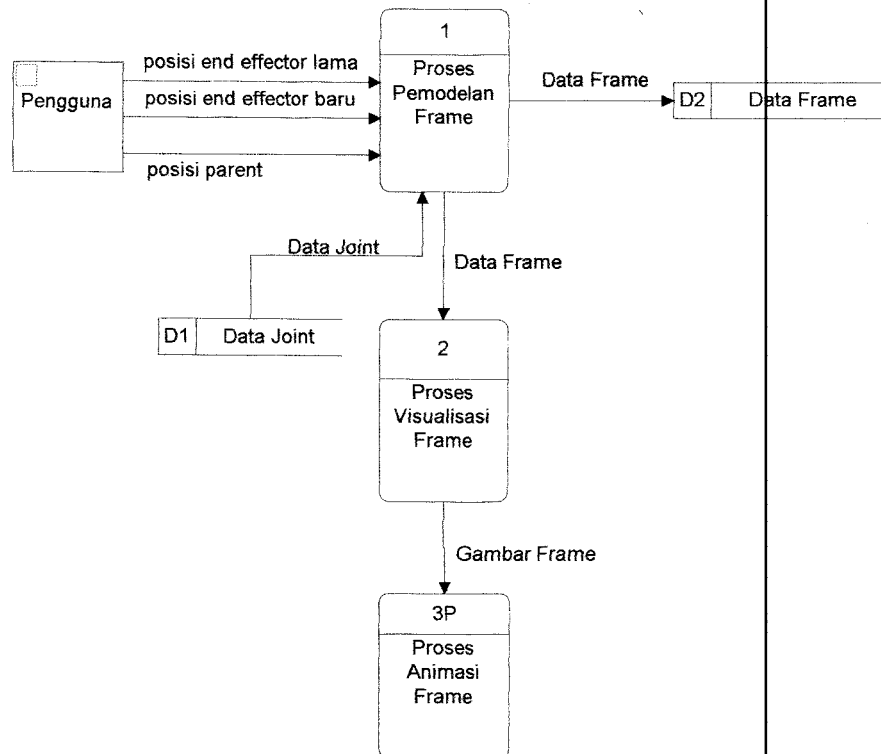 1
Proses
Pemodelan
Frame
Pengguna
posisi end effector lama
posisi end effector baru
posisi parent
Data Frame
D2 Data Frame
Data Joint
Data Frame
D1 Data Joint
2
Proses
Visualisasi
Frame
Gambar Frame
3P
Proses
Animasi
Frame